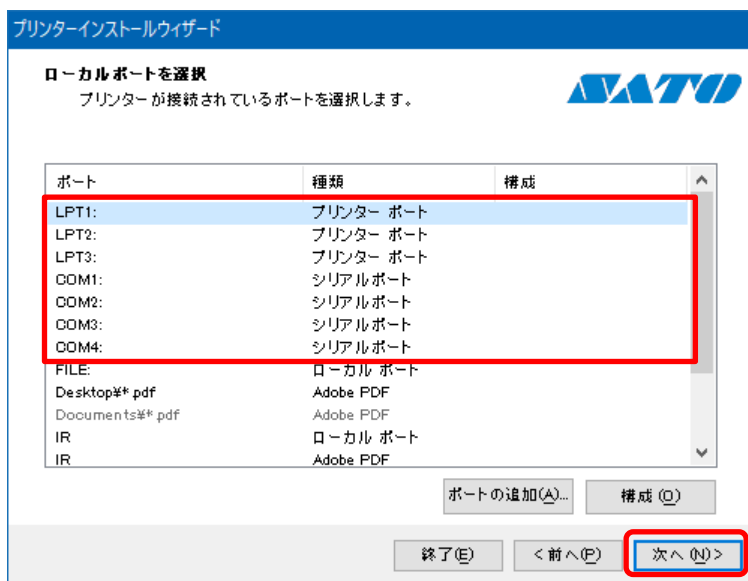 プリンターインストールウィザード
ローカルポートを選択
プリンターが接続されているポートを選択します。
SATO
ポート 種類 構成
LPT1: プリンター ポート
LPT2: プリンター ポート
LPT3: プリンター ポート
COM1: シリアルポート
COM2: シリアルポート
COM3: シリアルポート
COM4: シリアルポート
FILE: ローカル ポート
Desktop¥*.pdf Adobe PDF
Documents¥*.pdf Adobe PDF
IR ローカル ポート
IR Adobe PDF
ポートの追加(A)... 構成(O)
終了(E) <前へ(P) 次へ(N)>